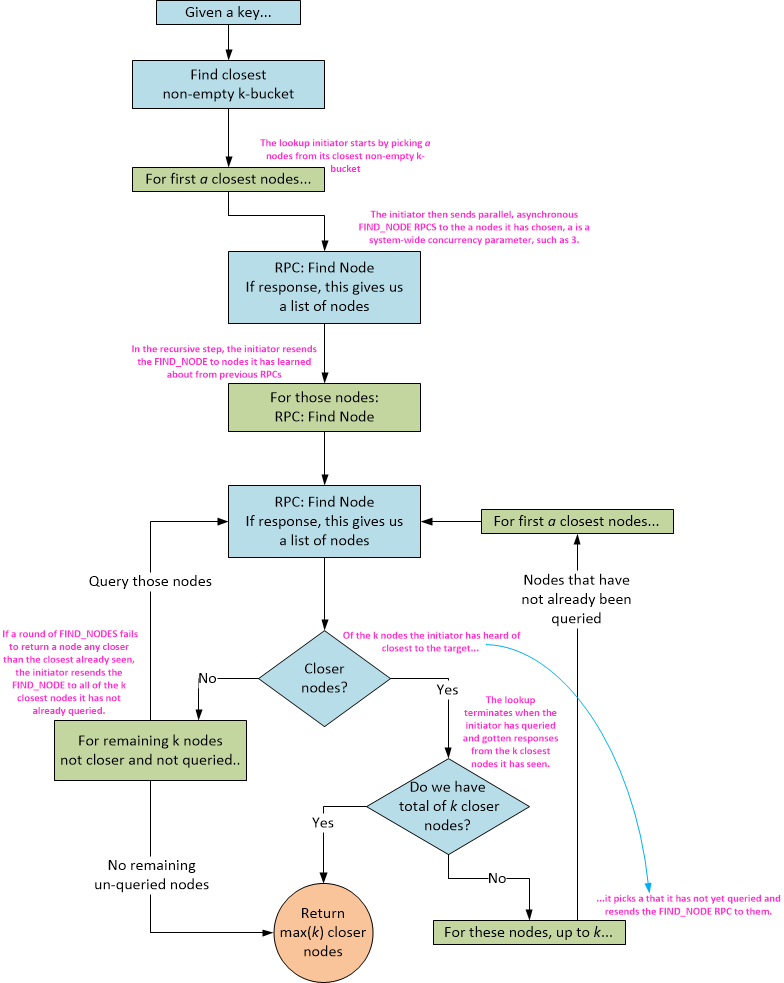 Given a key...
Find closest
non-empty k-bucket
The lookup initiator starts by picking a
nodes from its closest non-empty k-
bucket
For first a closest nodes...
The initiator then sends parallel, asynchronous
FIND_NODE RPCS to the a nodes it has chosen, a is a
system-wide concurrency parameter, such as 3.
RPC: Find Node
If response, this gives us
a list of nodes
In the recursive step, the initiator resends
the FIND_NODE to nodes it has learned
about from previous RPCs
For those nodes:
RPC: Find Node
RPC: Find Node
If response, this gives us
a list of nodes
For first a closest nodes...
Query those nodes
Nodes that have
not already been
queried
If a round of FIND_NODES fails
to return a node any closer
than the closest already seen,
the initiator resends the
FIND_NODE to all of the k
closest nodes it has not
already queried.
Of the k nodes the initiator has heard of
closest to the target...
Closer
nodes?
No
Yes
The lookup
terminates when the
initiator has queried
and gotten responses
from the k closest
nodes it has seen.
For remaining k nodes
not closer and not queried..
Do we have
total of k closer
nodes?
Yes
No remaining
un-queried nodes
No
...it picks a that it has not yet queried and
resends the FIND_NODE RPC to them.
Return
max(k) closer
nodes
For these nodes, up to k...